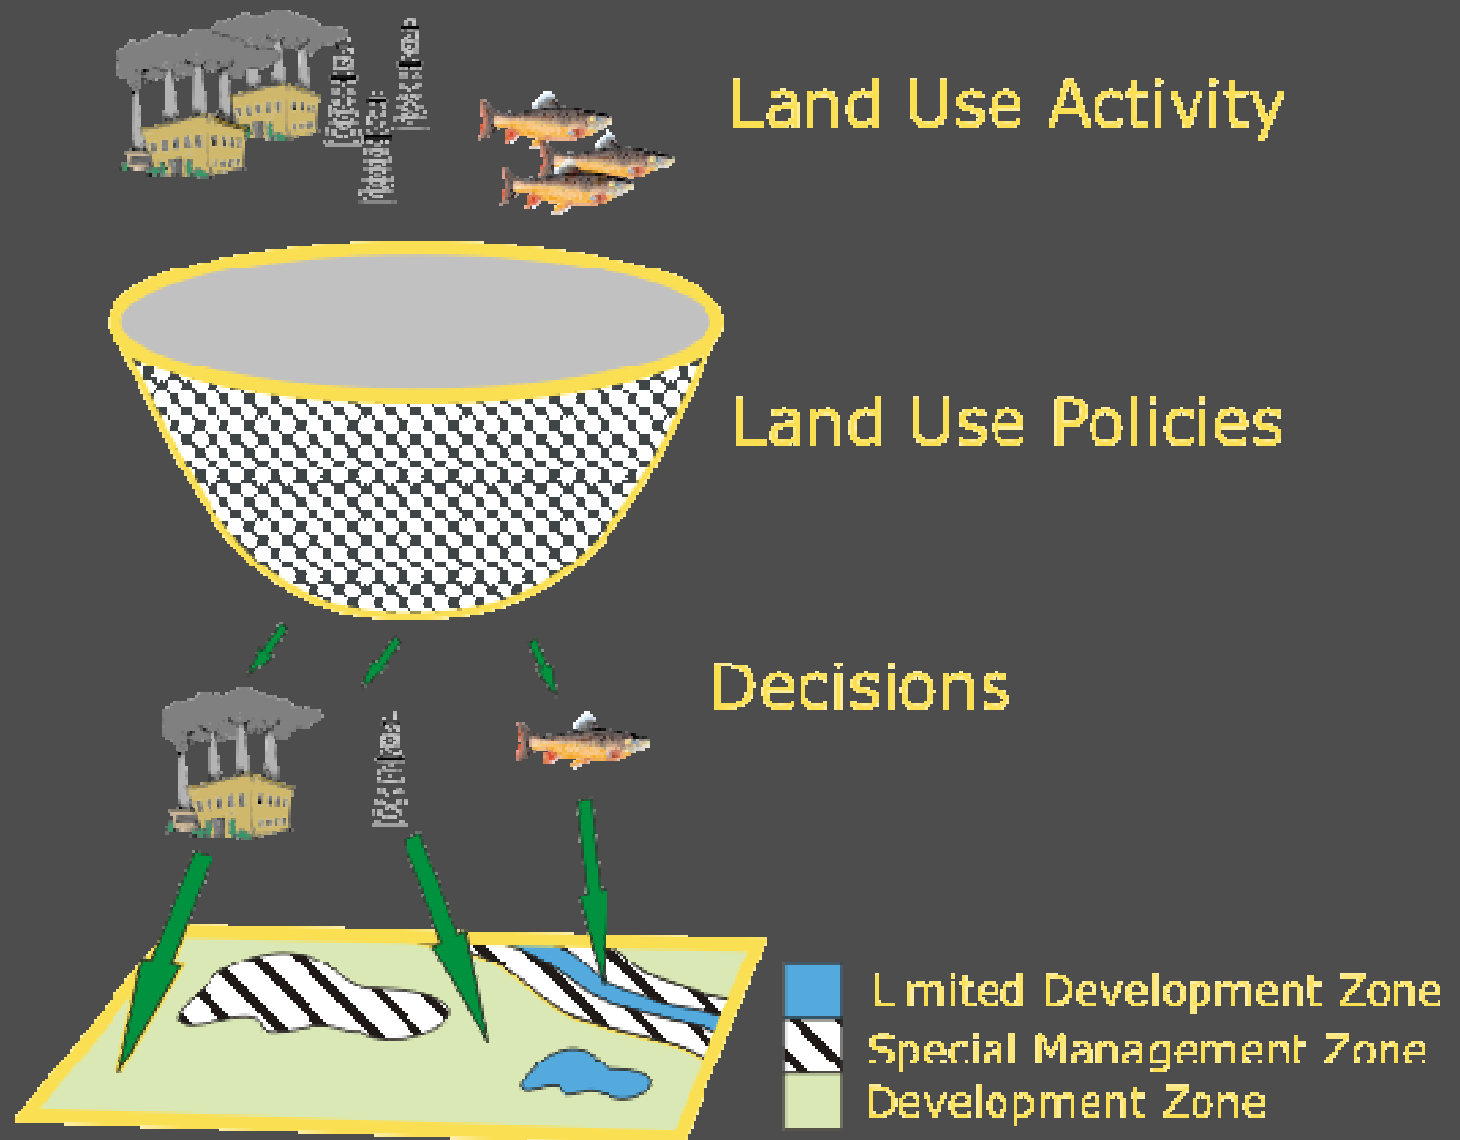 Land Use Activity
Land Use Policies
Decisions
L mited Development Zone
Special Management Zone
Development Zone